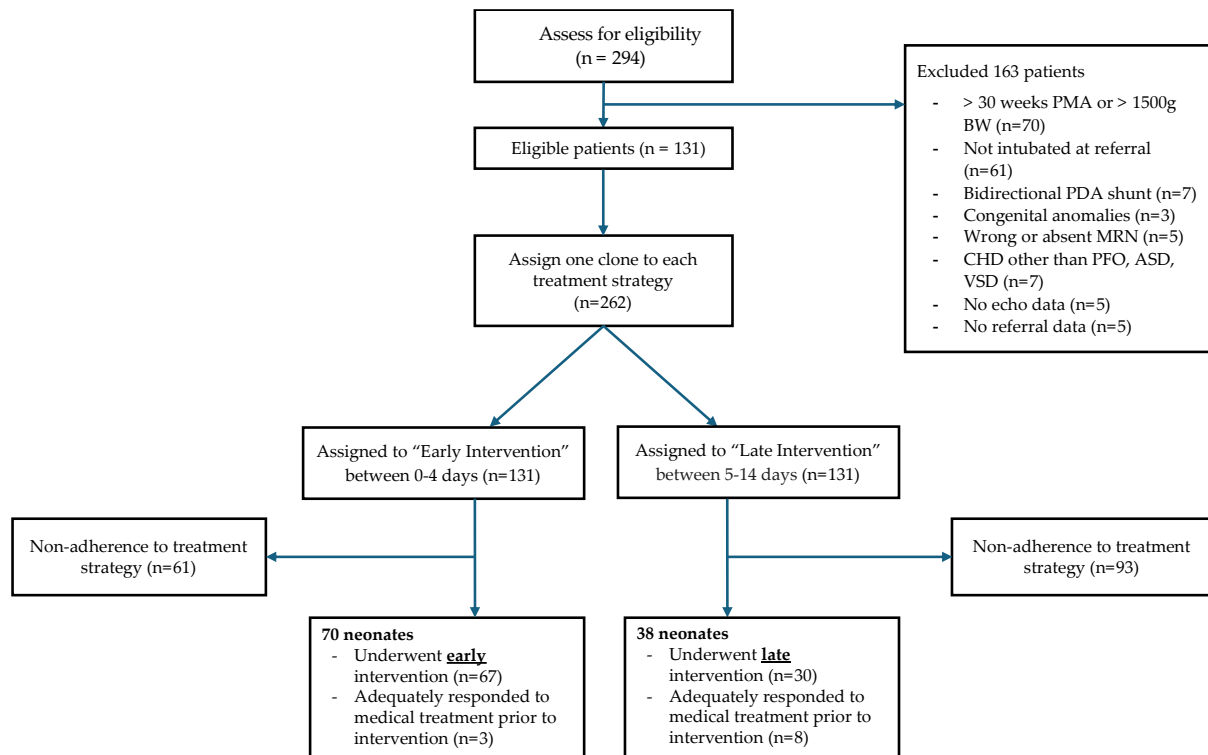 Assess for eligibility
(n = 294)
Excluded 163 patients
- > 30 weeks PMA or > 1500g
BW (n=70)
- Not intubated at referral
(n=61)
- Bidirectional PDA shunt (n=7)
- Congenital anomalies (n=3)
- Wrong or absent MRN (n=5)
- CHD other than PFO, ASD,
VSD (n=7)
- No echo data (n=5)
- No referral data (n=5)
Eligible patients (n = 131)
Assign one clone to each
treatment strategy
(n=262)
Assigned to “Early Intervention”
between 0-4 days (n=131)
Assigned to “Late Intervention”
between 5-14 days (n=131)
Non-adherence to treatment
strategy (n=61)
Non-adherence to treatment
strategy (n=93)
70 neonates
- Underwent early
intervention (n=67)
- Adequately responded to
medical treatment prior to
intervention (n=3)
38 neonates
- Underwent late
intervention (n=30)
- Adequately responded to
medical treatment prior to
intervention (n=8)